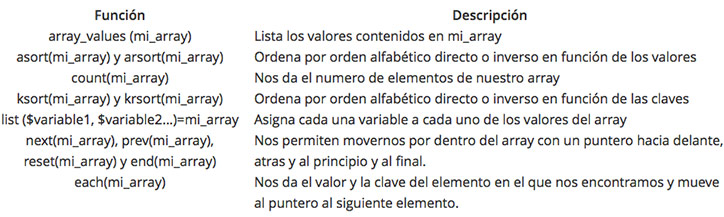 Función Descripción
array_values (mi_array) Lista los valores contenidos en mi_array
asort(mi_array) y arsort(mi_array) Ordena por orden alfabético directo o inverso en función de los valores
count(mi_array) Nos da el numero de elementos de nuestro array
ksort(mi_array) y krsort(mi_array) Ordena por orden alfabético directo o inverso en función de las claves
list ($variable1, $variable2...)=mi_array Asigna cada una variable a cada uno de los valores del array
next(mi_array), prev(mi_array), Nos permiten movernos por dentro del array con un puntero hacia delante,
reset(mi_array) y end(mi_array) atras y al principio y al final.
each(mi_array) Nos da el valor y la clave del elemento en el que nos encontramos y mueve
al puntero al siguiente elemento.